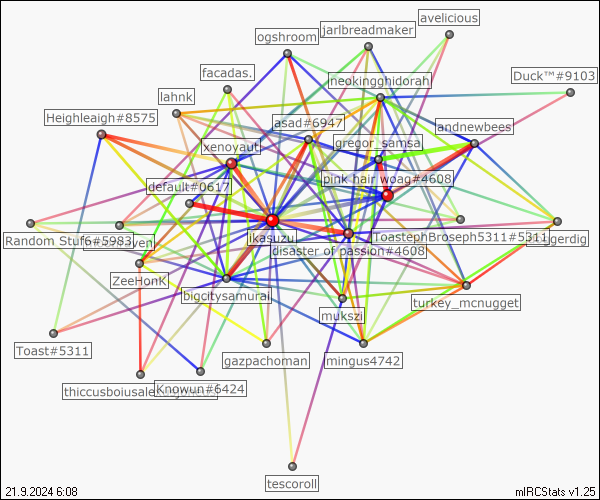 avelicious
jarlbreadmaker
ogshroom
facadas.
neokingghidorah
Duck™#9103
lahnk
Heighleaigh#8575
asad#6947
andnewbees
gregor_samsa
xenoyaut
pink hair woag#4608
default#0617
Random Stuff#5983
ikasuzu
ToastephBroseph5311#5311
gerdig
disaster of passion#4608
ZeeHonK
bigcitysamurai
turkey_mcnugget
mukszi
Toast#5311
gazpachoman
mingus4742
thiccusboiusale
Knowun#6424
tescoroll
21.9.2024 6:08
mIRCStats v1.25